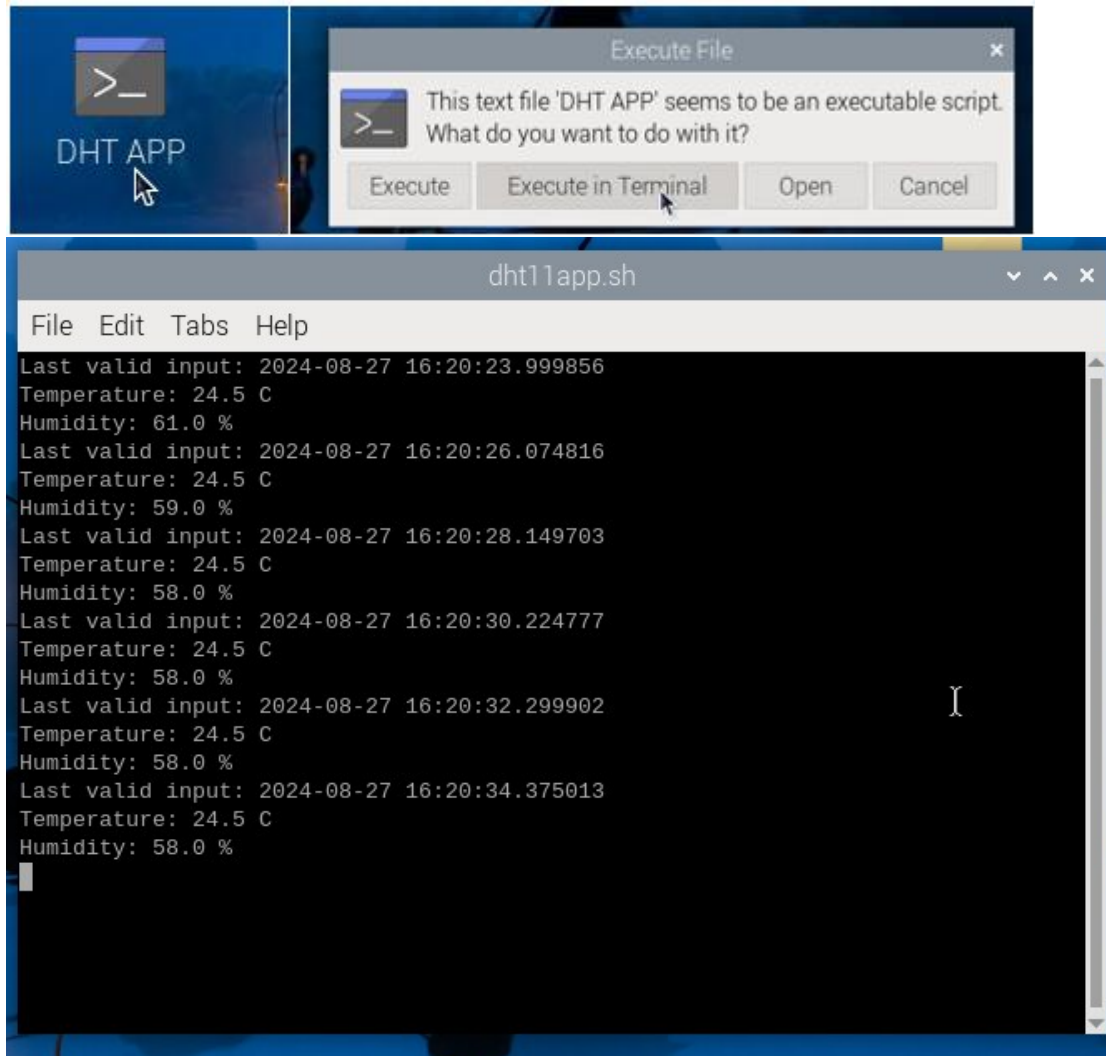 >_
DHT APP
Execute File
>_
This text file 'DHT APP' seems to be an executable script.
What do you want to do with it?
Execute
Execute in Terminal
Open
Cancel
dht11app.sh
File Edit Tabs Help
Last valid input: 2024-08-27 16:20:23.999856
Temperature: 24.5 C
Humidity: 61.0 %
Last valid input: 2024-08-27 16:20:26.074816
Temperature: 24.5 C
Humidity: 59.0 %
Last valid input: 2024-08-27 16:20:28.149703
Temperature: 24.5 C
Humidity: 58.0 %
Last valid input: 2024-08-27 16:20:30.224777
Temperature: 24.5 C
Humidity: 58.0 %
Last valid input: 2024-08-27 16:20:32.299902
Temperature: 24.5 C
Humidity: 58.0 %
Last valid input: 2024-08-27 16:20:34.375013
Temperature: 24.5 C
Humidity: 58.0 %